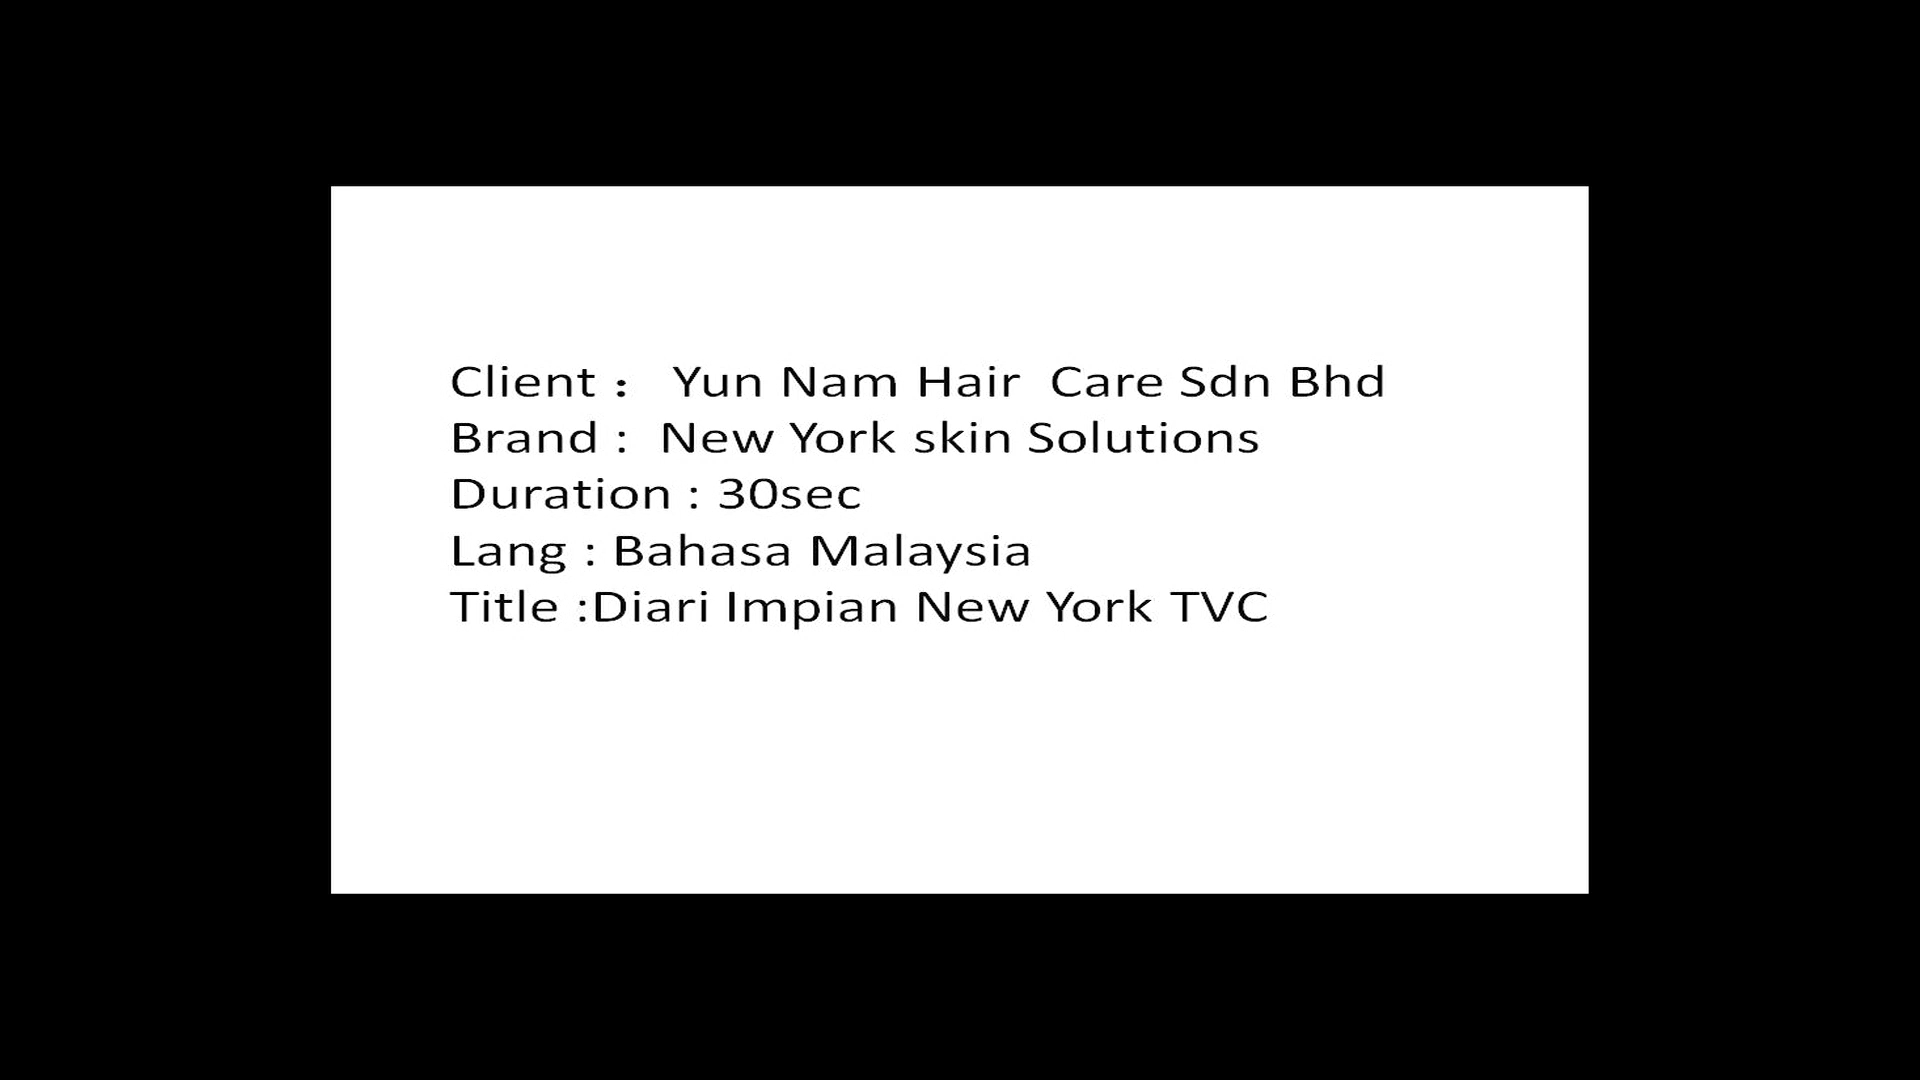 Client： Yun Nam Hair  Care Sdn Bhd
Brand :  New York skin Solutions
Duration : 30sec
Lang : Bahasa Malaysia
Title :Diari Impian New York TVC